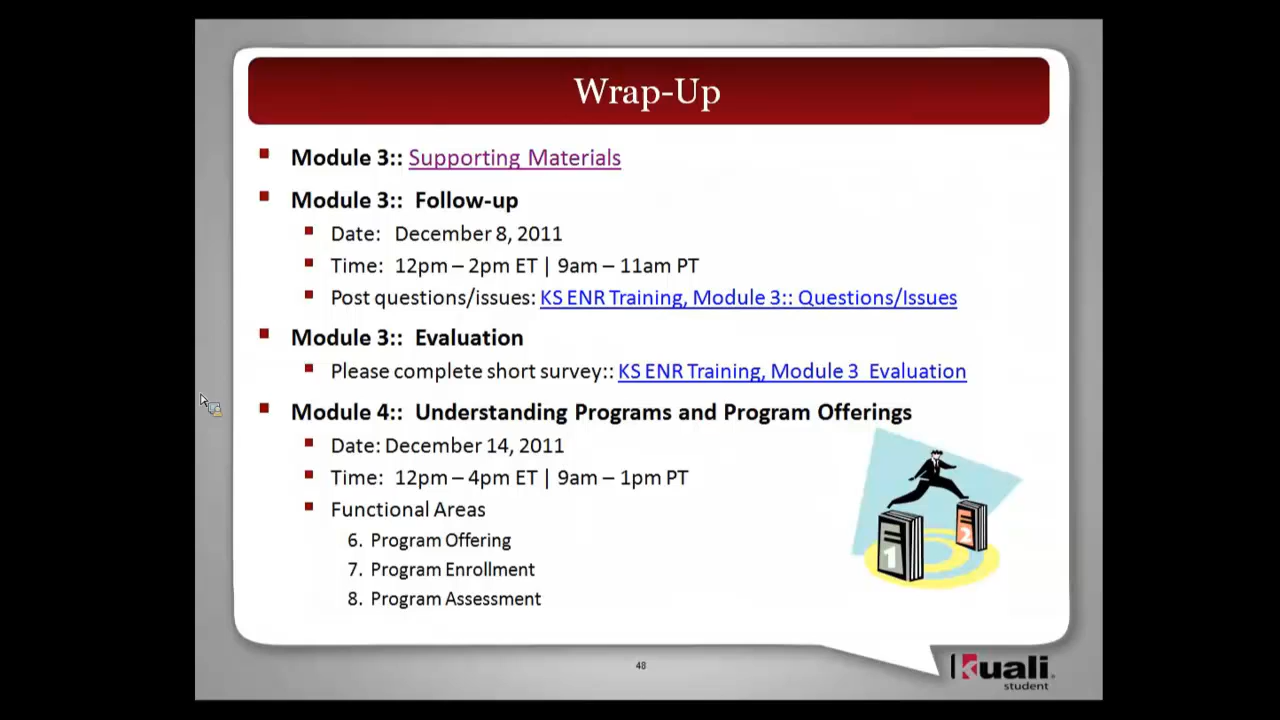 Wrap-Up
Module 3:: Supporting Materials
Module 3:: Follow-up
Date: December 8, 2011
Time: 12pm – 2pm ET | 9am – 11am PT
Post questions/issues: KS ENR Training, Module 3:: Questions/Issues
Module 3:: Evaluation
Please complete short survey:: KS ENR Training, Module 3 Evaluation
Module 4:: Understanding Programs and Program Offerings
Date: December 14, 2011
Time: 12pm – 4pm ET | 9am – 1pm PT
Functional Areas
6. Program Offering
7. Program Enrollment
8. Program Assessment
1
2
48
kuali
student